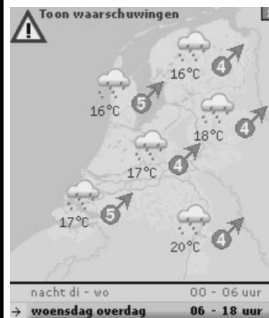 Toon waarschuwingen
16°C 4
16°C 5
18°C 4
17°C 4
17°C 5
20°C 4
nacht di - wo 00 - 06 uur
→ woensdag overdag 06 - 18 uur